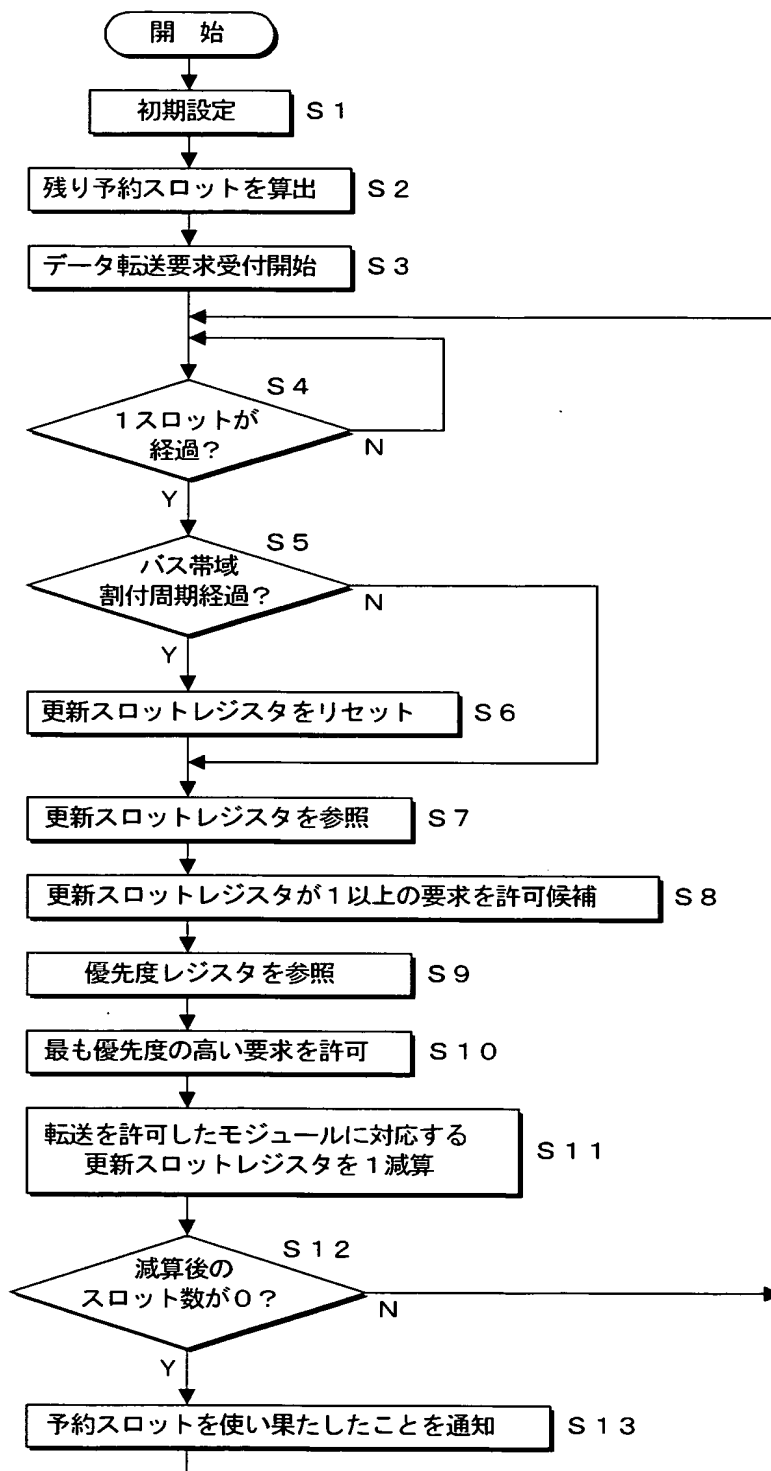 開　始
初期設定
S1
残り予約スロットを算出
S2
データ転送要求受付開始
S3
S4
1スロットが
経過?
N
Y
S5
バス帯域
割付周期経過?
N
Y
更新スロットレジスタをリセット
S6
更新スロットレジスタを参照
S7
更新スロットレジスタが1以上の要求を許可候補
S8
優先度レジスタを参照
S9
最も優先度の高い要求を許可
S10
転送を許可したモジュールに対応する
更新スロットレジスタを1減算
S11
S12
減算後の
スロット数が0?
N
Y
予約スロットを使い果たしたことを通知
S13